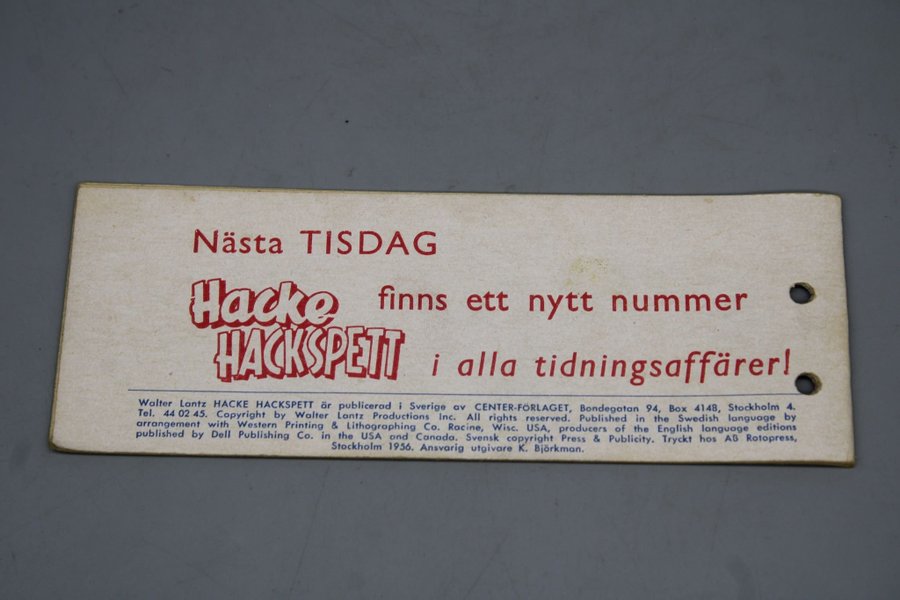 Nästa TISDAG
Hacke HACKSPETT finns ett nytt nummer
i alla tidningsaffärer!
Walter Lantz HACKE HACKSPETT är publicerad i Sverige av CENTER-FÖRLAGET, Bondegatan 94, Box 4148, Stockholm 4.
Tel. 44 02 45. Copyright by Walter Lantz Productions Inc. All rights reserved. Published in the Swedish language by
arrangement with Western Printing & Lithographing Co. Racine, Wisc. USA, producers of the English language editions
published by Dell Publishing Co. in the USA and Canada. Svensk copyright Press & Publicity. Tryckt hos AB Rotopress,
Stockholm 1956. Ansvarig utgivare K. Björkman.